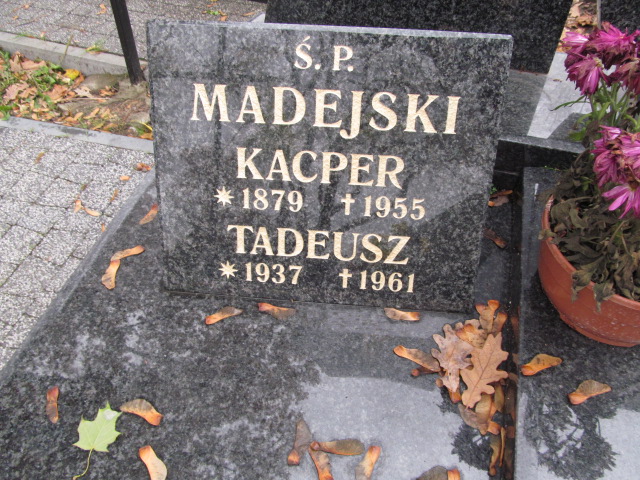 Ś. P.
MADEJSKI
KACPER
*1879 †1955
TADEUSZ
*1937 †1961